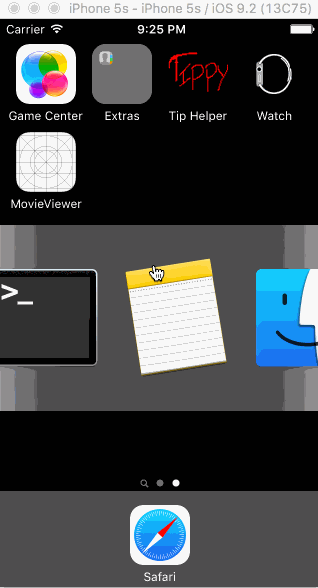 iPhone 5s - iPhone 5s / iOS 9.2 (13C75)
Carrier 9:25 PM
Tippy
Game Center Extras Tip Helper Watch
MovieViewer
>_
Safari